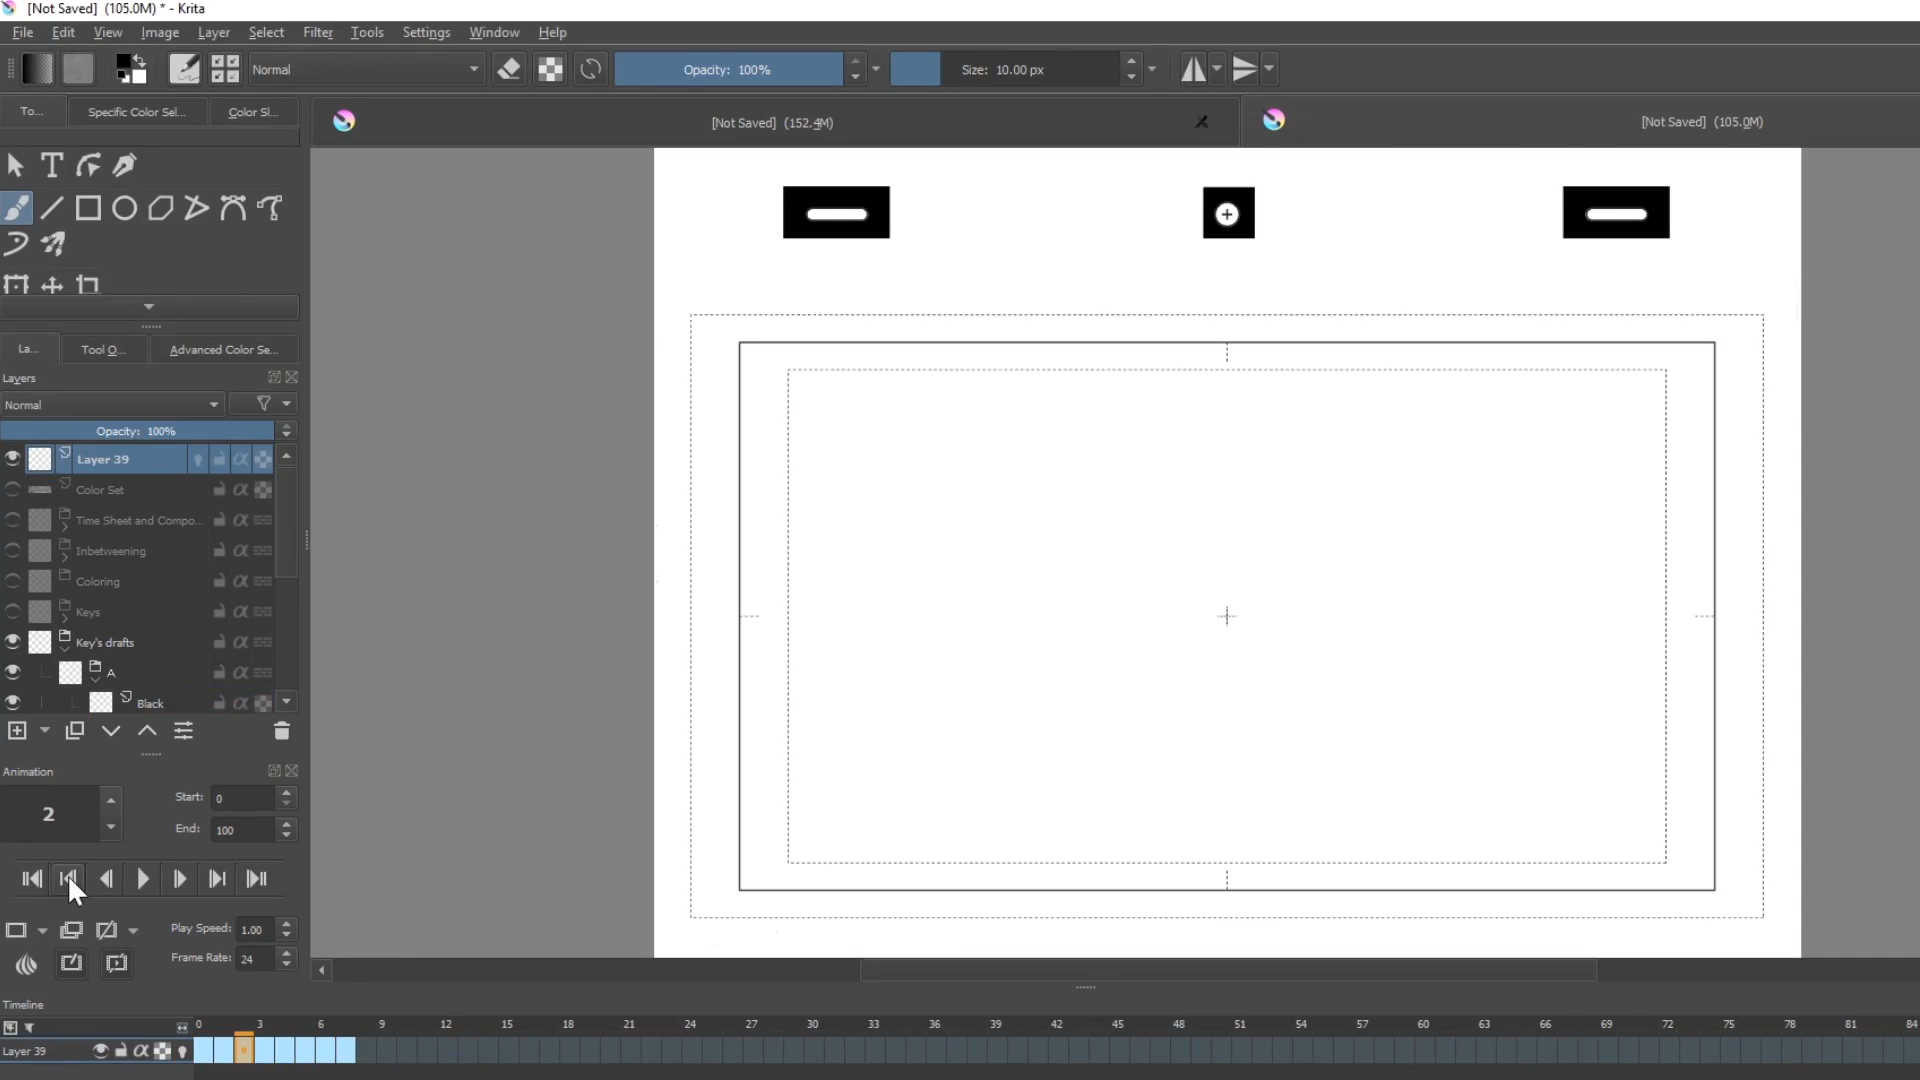 [Not Saved] (105.0M) * - Krita
File Edit View Image Layer Select Filter Tools Settings Window Help
Normal Opacity: 100% Size: 10.00 px
To... Specific Color Sel... Color Sl...
[Not Saved] (152.4M) [Not Saved] (105.0M)
La... Tool O... Advanced Color Se...
Layers
Normal
Opacity: 100%
Layer 39
Color Set
Time Sheet and Compo...
Inbetweening
Coloring
Keys
Key's drafts
A
Black
Animation
2 Start: 0
End: 100
Play Speed: 1.00
Frame Rate: 24
Timeline
0 3 6 9 12 15 18 21 24 27 30 33 36 39 42 45 48 51 54 57 60 63 66 69 72 75 78 81 84
Layer 39